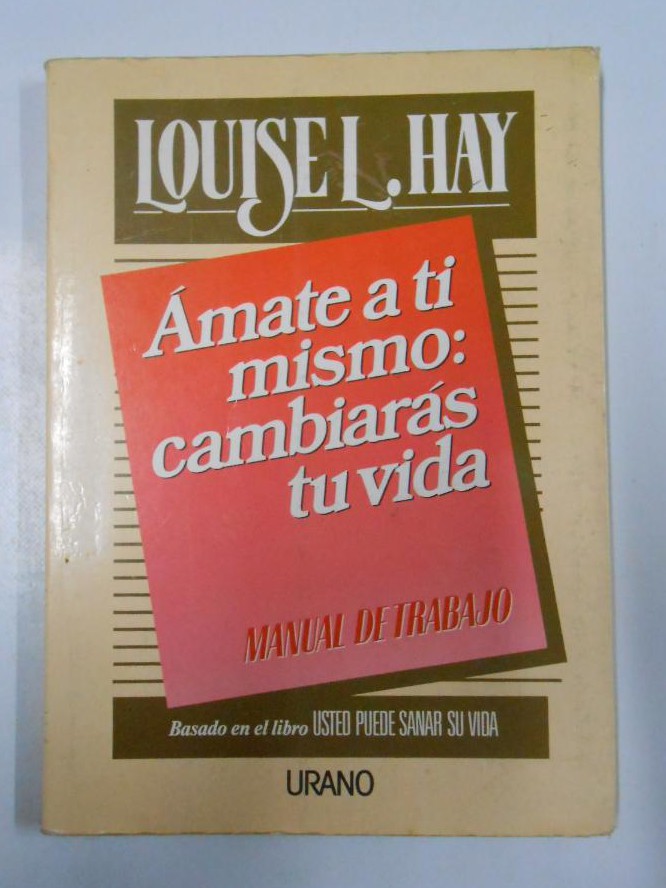 LOUISE L. HAY
Ámate a ti
mismo:
cambiarás
tu vida
MANUAL DE TRABAJO
Basado en el libro USTED PUEDE SANAR SU VIDA
URANO